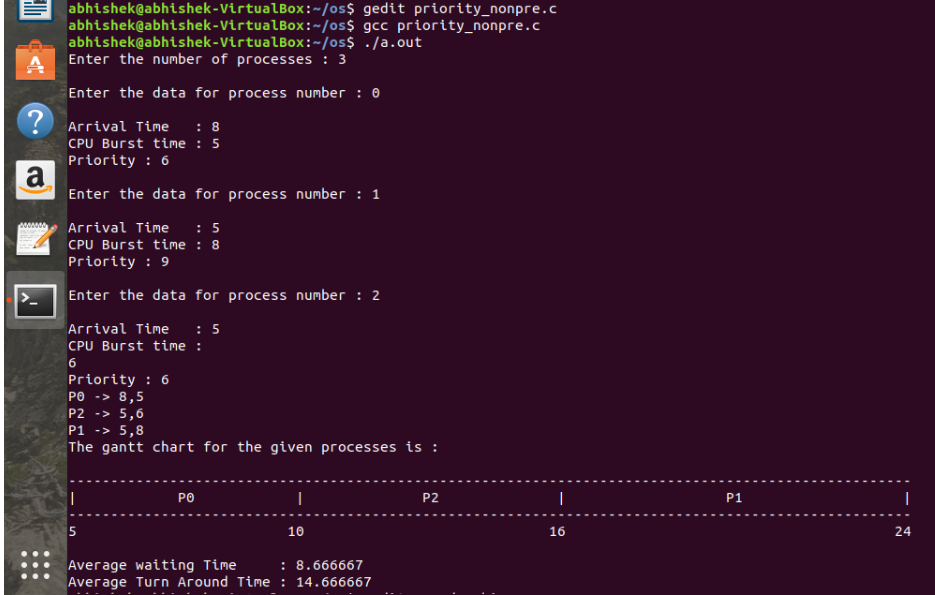 abhishek@abhishek-VirtualBox:~/os$ gedit priority_nonpre.c
abhishek@abhishek-VirtualBox:~/os$ gcc priority_nonpre.c
abhishek@abhishek-VirtualBox:~/os$ ./a.out
Enter the number of processes : 3
Enter the data for process number : 0
Arrival Time   : 8
CPU Burst time : 5
Priority : 6
Enter the data for process number : 1
Arrival Time   : 5
CPU Burst time : 8
Priority : 9
Enter the data for process number : 2
Arrival Time   : 5
CPU Burst time :
6
Priority : 6
P0 -> 8,5
P2 -> 5,6
P1 -> 5,8
The gantt chart for the given processes is :
| P0 | P2 | P1 |
5 10 16 24
Average waiting Time     : 8.666667
Average Turn Around Time : 14.666667